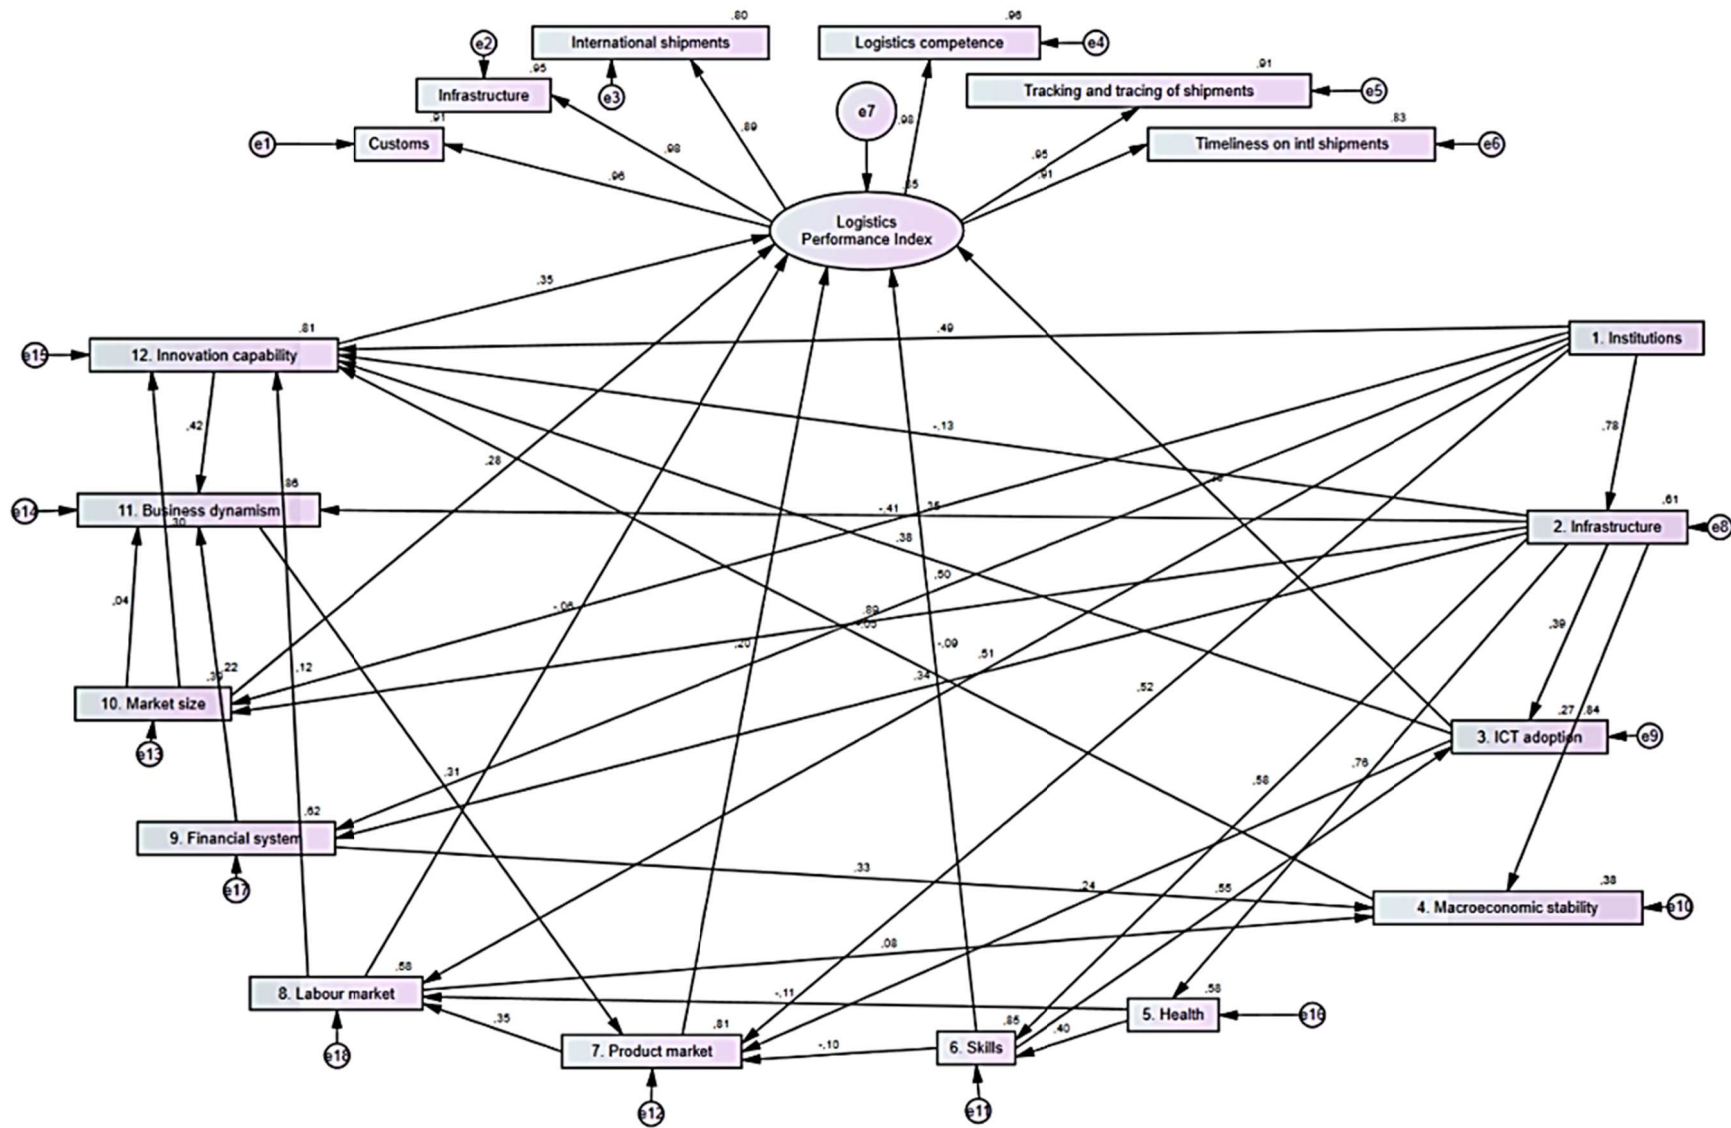 .80
.96
e2
International shipments
Logistics competence
e4
.95
.91
Infrastructure
e3
e7
Tracking and tracing of shipments
e5
.91
.83
e1
Customs
.89
.98
Timeliness on intl shipments
e6
.98
.96
.95
.91
Logistics
Performance Index
.35
.81
.49
e15
12. Innovation capability
1. Institutions
.42
-.13
.78
.28
.86
e14
11. Business dynamism
-.41
.35
.61
.30
2. Infrastructure
e8
.38
.50
.04
-.06
.89
-.05
.39
.22
.12
.20
-.09
.51
.34
.52
10. Market size
.27
.84
e13
3. ICT adoption
e9
.31
.58
.76
.62
9. Financial system
.33
.24
.55
.38
e17
4. Macroeconomic stability
e10
.08
.58
8. Labour market
-.11
.58
.35
5. Health
e16
.81
.85
.40
e18
7. Product market
-.10
6. Skills
e12
e11